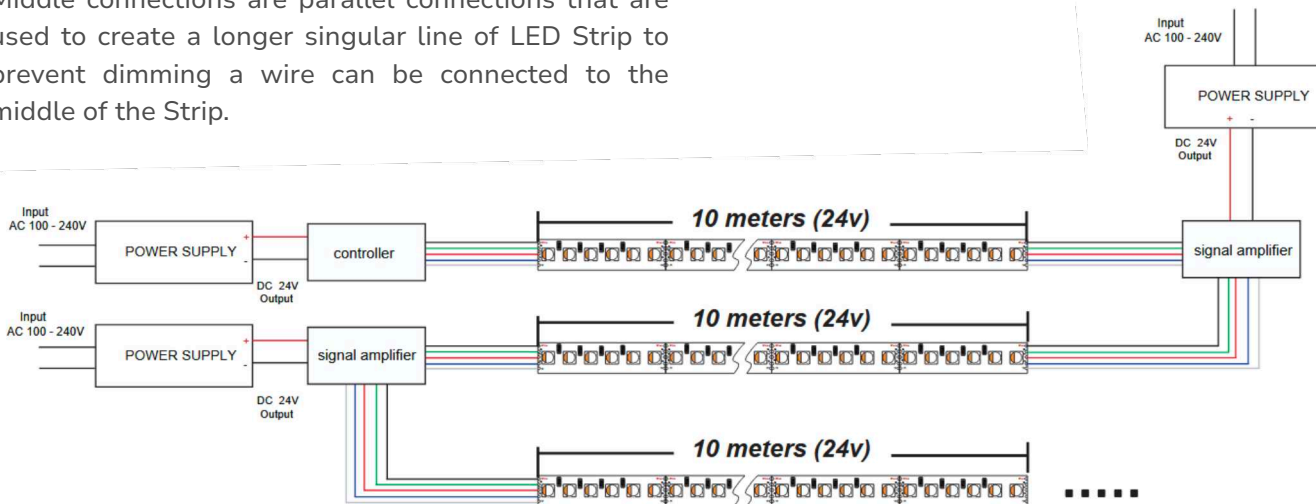 Middle connections are parallel connections that are
used to create a longer singular line of LED Strip to
prevent dimming a wire can be connected to the
middle of the Strip.
Input
AC 100 - 240V
POWER SUPPLY
+ -
DC 24V
Output
Input
AC 100 - 240V
POWER SUPPLY
+
-
DC 24V
Output
controller
10 meters (24v)
signal amplifier
Input
AC 100 - 240V
POWER SUPPLY
+
-
DC 24V
Output
signal amplifier
10 meters (24v)
10 meters (24v)